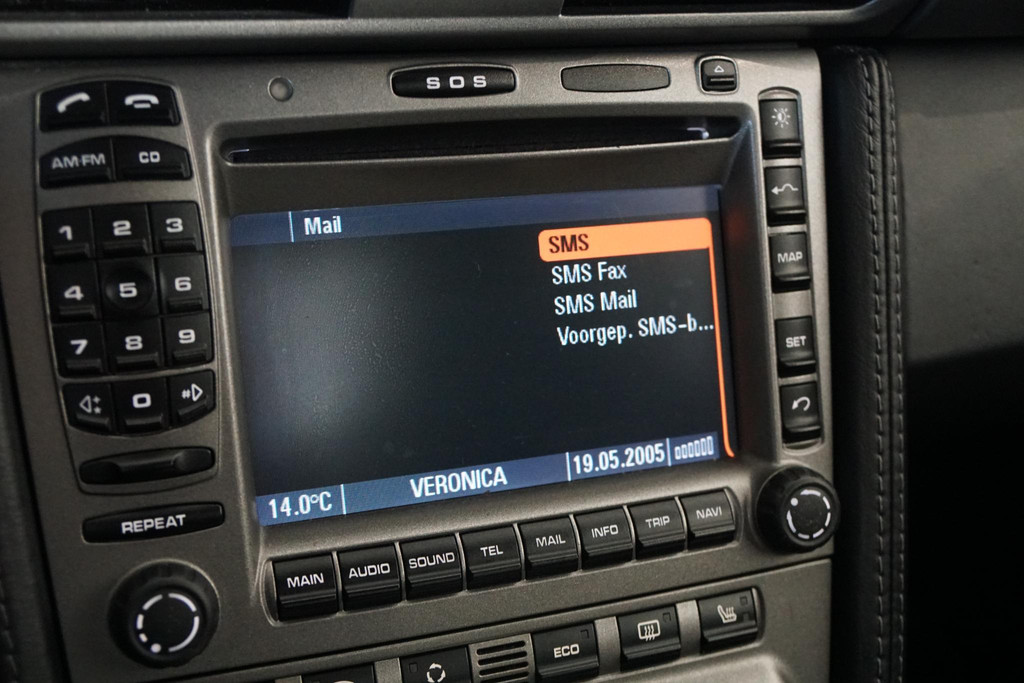 SOS
AM·FM CD
1 2 3
4 5 6
7 8 9
0 #
REPEAT
Mail
SMS
SMS Fax
SMS Mail
Voorgep. SMS-b...
14.0°C VERONICA 19.05.2005
MAIN AUDIO SOUND TEL MAIL INFO TRIP NAVI
MAP
SET
ECO